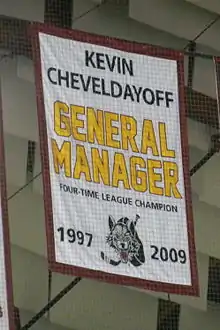 KEVIN
CHEVELDAYOFF
GENERAL
MANAGER
FOUR-TIME LEAGUE CHAMPION
1997 2009